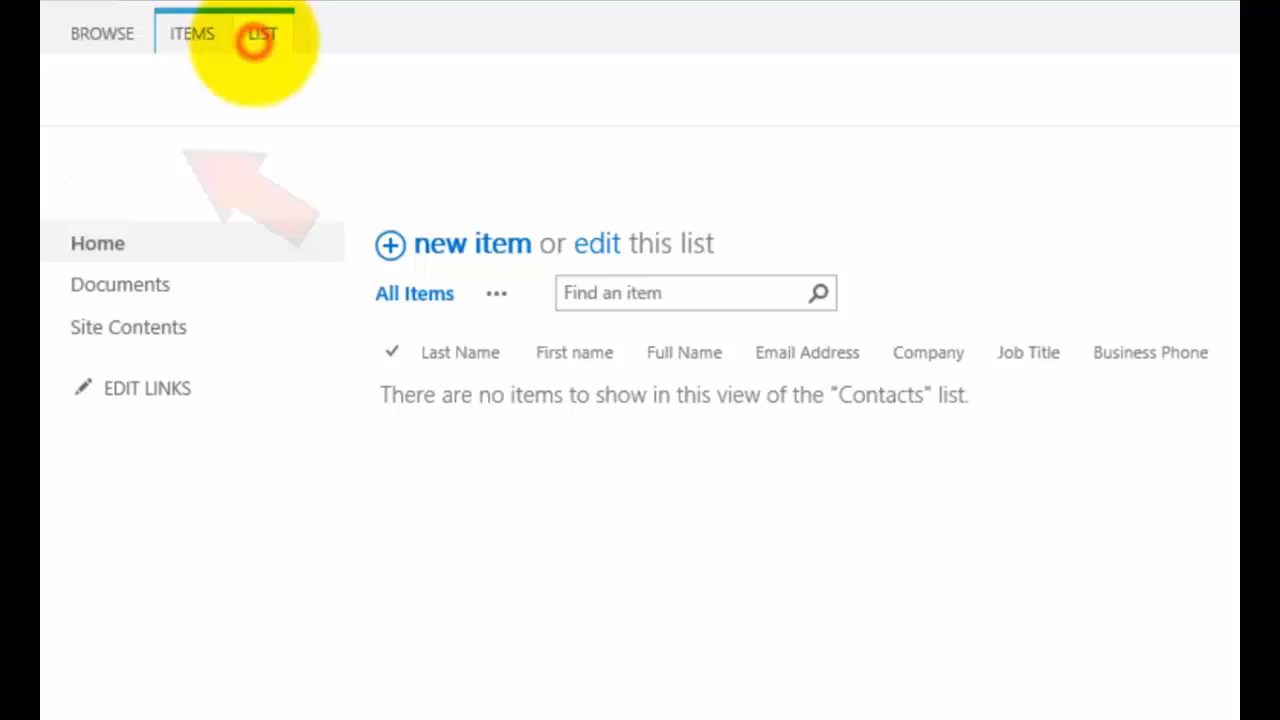 BROWSE ITEMS LIST
Home
Documents
Site Contents
EDIT LINKS
new item or edit this list
All Items ••• Find an item
Last Name First name Full Name Email Address Company Job Title Business Phone
There are no items to show in this view of the "Contacts" list.